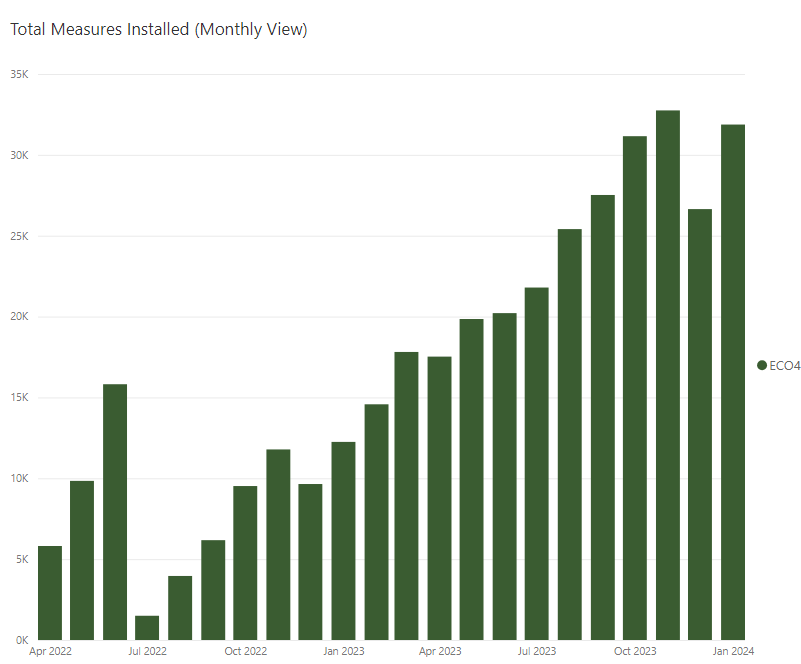 Total Measures Installed (Monthly View)
35K
30K
25K
20K
15K
10K
5K
0K
Apr 2022 Jul 2022 Oct 2022 Jan 2023 Apr 2023 Jul 2023 Oct 2023 Jan 2024
ECO4